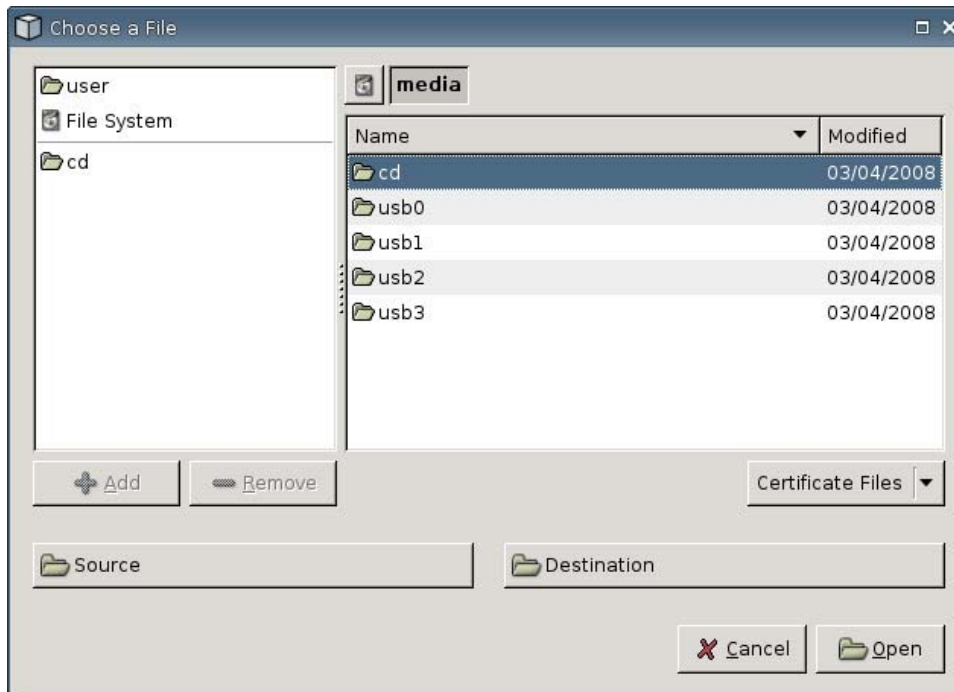 Choose a File
user
File System
cd
media
Name Modified
cd 03/04/2008
usb0 03/04/2008
usb1 03/04/2008
usb2 03/04/2008
usb3 03/04/2008
Add Remove Certificate Files
Source Destination
Cancel Open